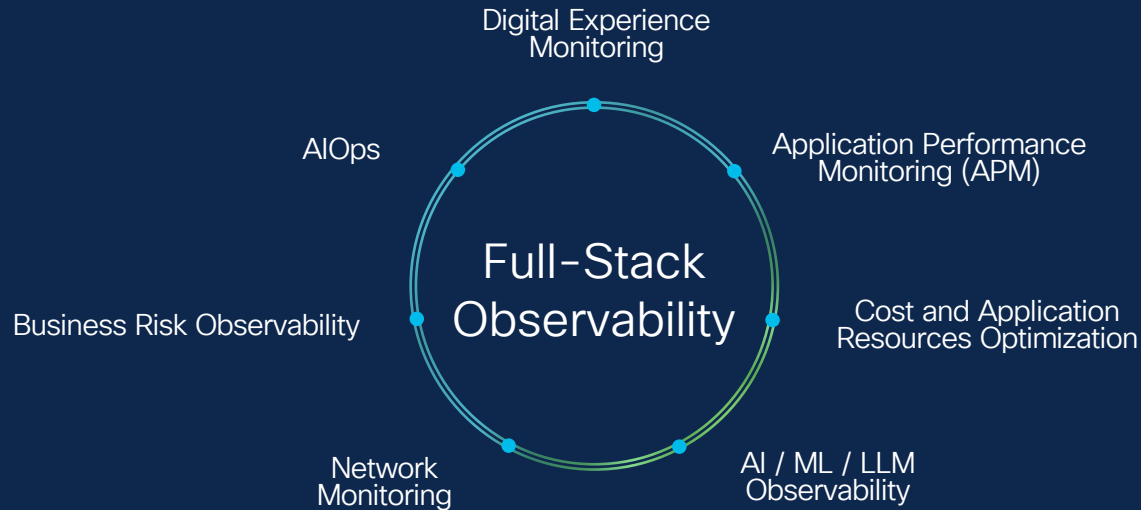 Digital Experience
Monitoring
AIOps
Application Performance
Monitoring (APM)
Full-Stack
Observability
Business Risk Observability
Cost and Application
Resources Optimization
Network
Monitoring
AI / ML / LLM
Observability